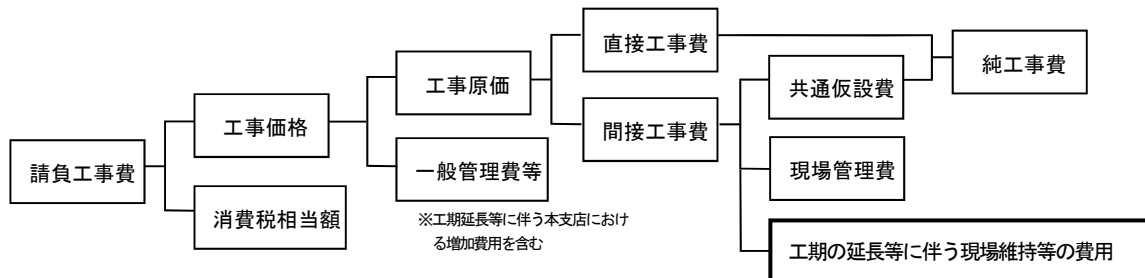 請負工事費
工事価格
消費税相当額
工事原価
一般管理費等
※工期延長等に伴う本支店におけ
る増加費用を含む
直接工事費
間接工事費
共通仮設費
現場管理費
工期の延長等に伴う現場維持等の費用
純工事費